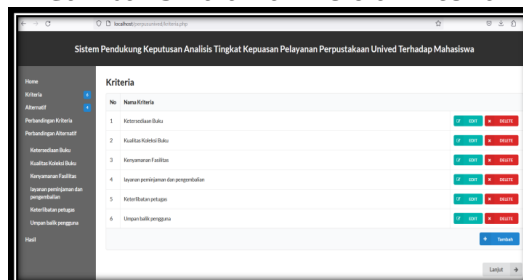 localhost/perpusunived/kriteria.php
Sistem Pendukung Keputusan Analisis Tingkat Kepuasan Pelayanan Perpustakaan Unived Terhadap Mahasiswa
Home
Kriteria
Alternatif
Perbandingan Kriteria
Perbandingan Alternatif
Ketersediaan Buku
Kualitas Koleksi Buku
Kenyamanan Fasilitas
layanan peminjaman dan
pengembalian
Keterlibatan petugas
Umpan balik pengguna
Hasil
Kriteria
No Nama Kriteria
1 Ketersediaan Buku EDIT DELETE
2 Kualitas Koleksi Buku EDIT DELETE
3 Kenyamanan Fasilitas EDIT DELETE
4 layanan peminjaman dan pengembalian EDIT DELETE
5 Keterlibatan petugas EDIT DELETE
6 Umpan balik pengguna EDIT DELETE
Tambah
Lanjut